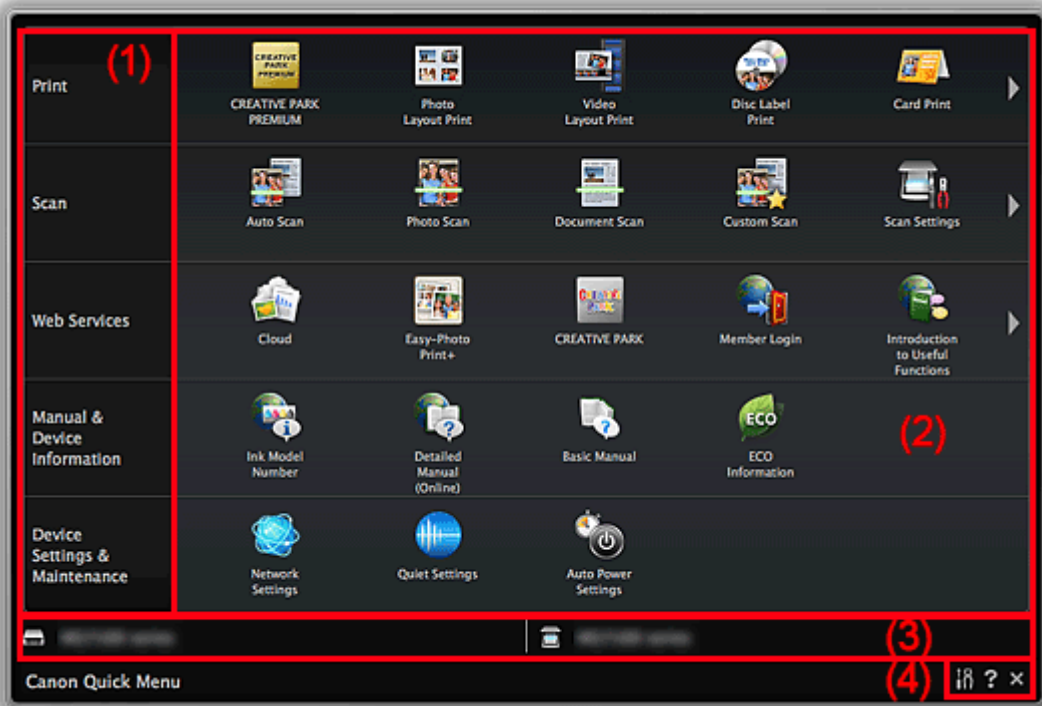 (1)
Print
CREATIVE
PARK
PREMIUM
CREATIVE PARK
PREMIUM
Photo
Layout Print
Video
Layout Print
Disc Label
Print
Card Print
Scan
Auto Scan
Photo Scan
Document Scan
Custom Scan
Scan Settings
Web Services
Cloud
Easy-Photo
Print+
CREATIVE
PARK
CREATIVE PARK
Member Login
Introduction
to Useful
Functions
Manual &
Device
Information
Ink Model
Number
Detailed
Manual
(Online)
Basic Manual
ECO
ECO
Information
(2)
Device
Settings &
Maintenance
Network
Settings
Quiet Settings
Auto Power
Settings
(3)
Canon Quick Menu
(4)
? ×